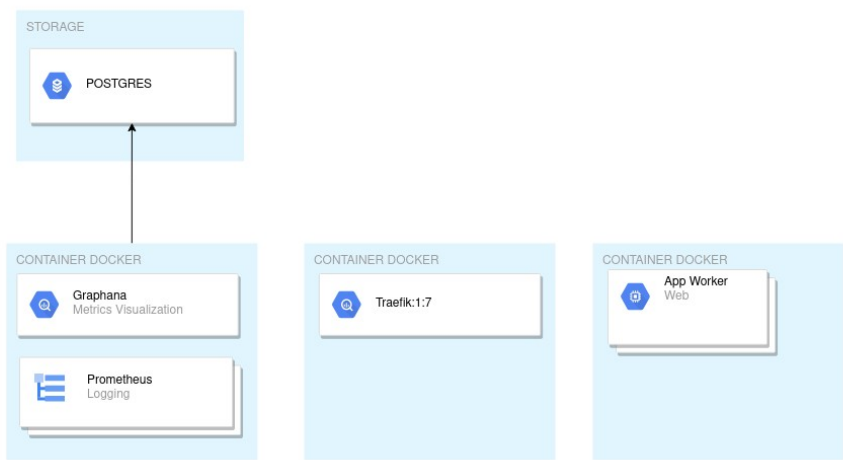 STORAGE
POSTGRES
CONTAINER DOCKER
Graphana
Metrics Visualization
Prometheus
Logging
CONTAINER DOCKER
Traefik:1:7
CONTAINER DOCKER
App Worker
Web